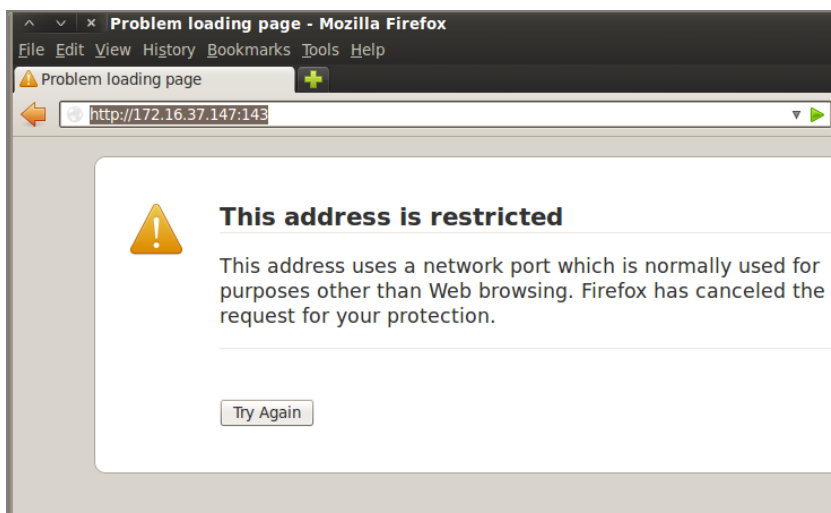 Problem loading page - Mozilla Firefox
File Edit View History Bookmarks Tools Help
Problem loading page
http://172.16.37.147:143
This address is restricted
This address uses a network port which is normally used for
purposes other than Web browsing. Firefox has canceled the
request for your protection.
Try Again